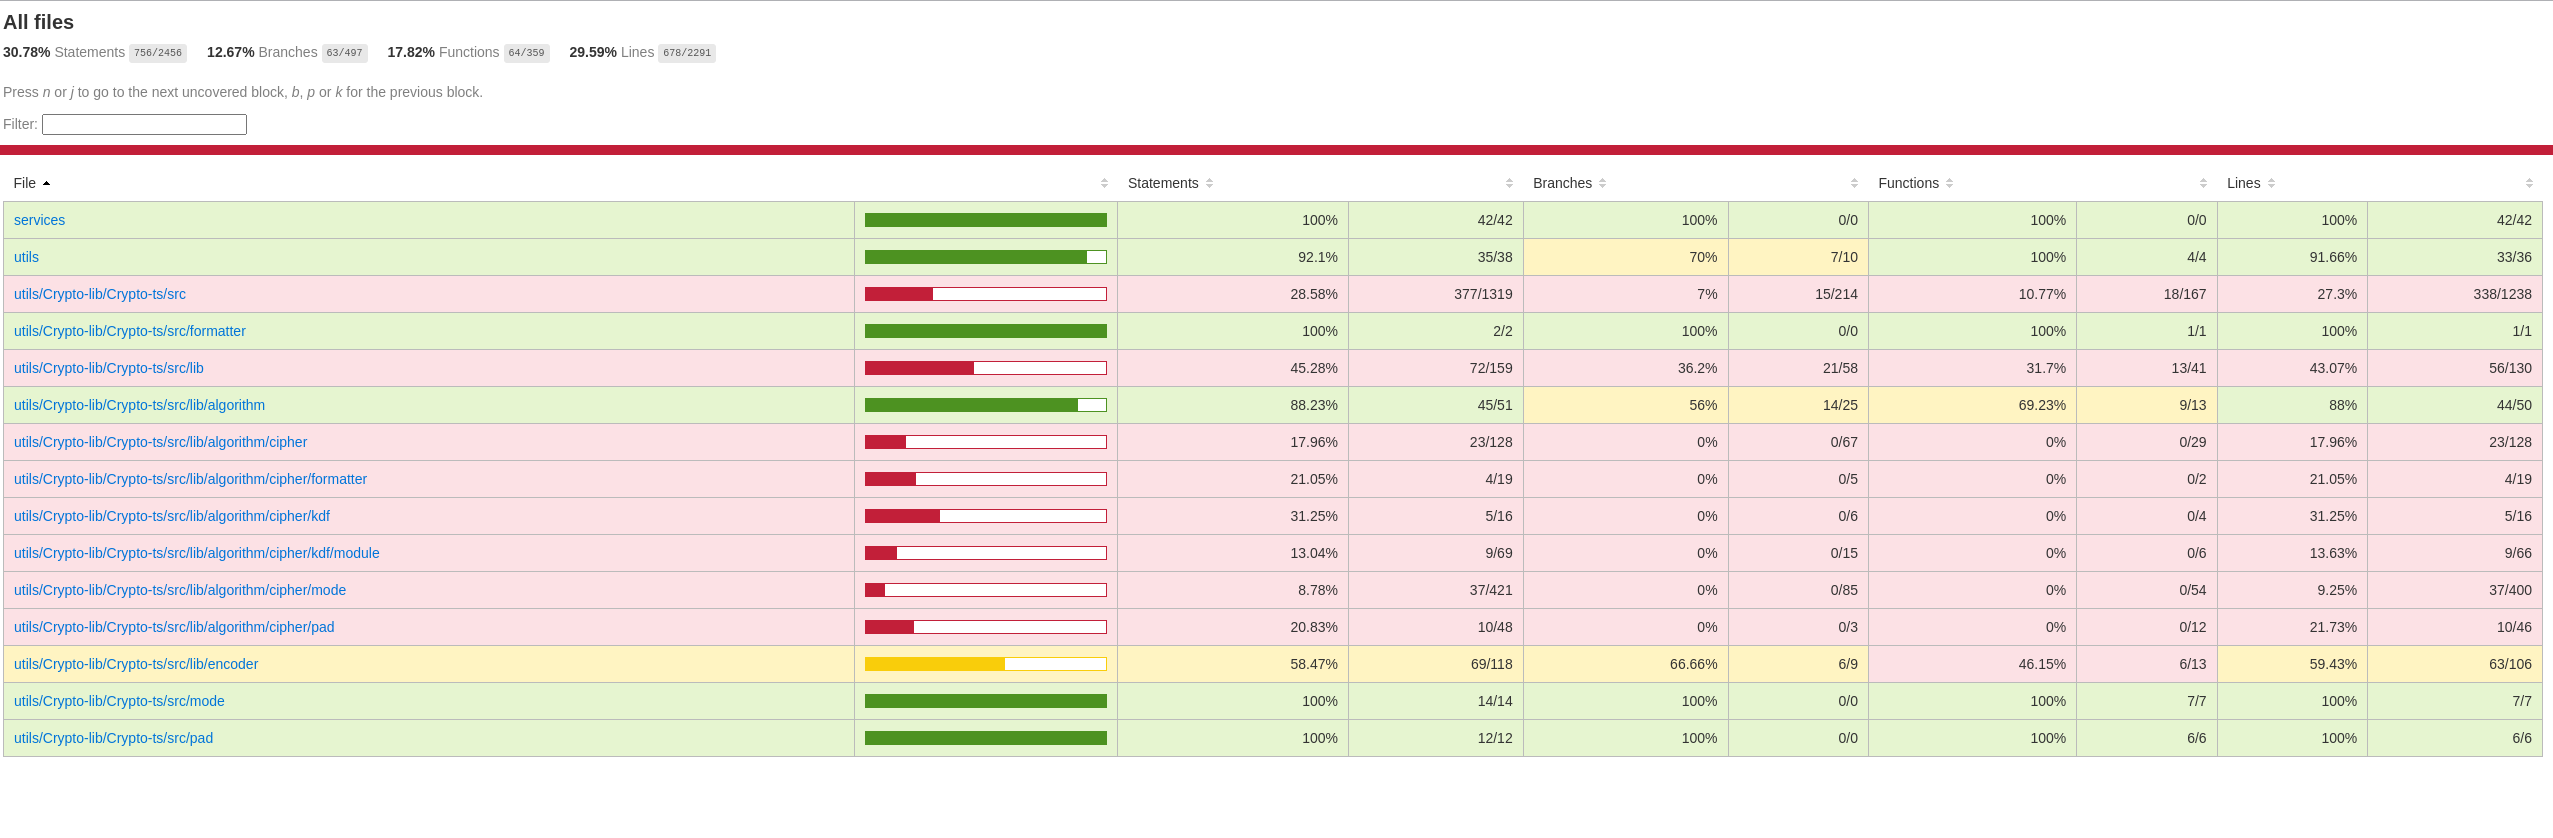 All files
30.78% Statements 756/2456 12.67% Branches 63/497 17.82% Functions 64/359 29.59% Lines 678/2291
Press n or j to go to the next uncovered block, b, p or k for the previous block.
Filter:
File Statements Branches Functions Lines
services 100% 42/42 100% 0/0 100% 0/0 100% 42/42
utils 92.1% 35/38 70% 7/10 100% 4/4 91.66% 33/36
utils/Crypto-lib/Crypto-ts/src 28.58% 377/1319 7% 15/214 10.77% 18/167 27.3% 338/1238
utils/Crypto-lib/Crypto-ts/src/formatter 100% 2/2 100% 0/0 100% 1/1 100% 1/1
utils/Crypto-lib/Crypto-ts/src/lib 45.28% 72/159 36.2% 21/58 31.7% 13/41 43.07% 56/130
utils/Crypto-lib/Crypto-ts/src/lib/algorithm 88.23% 45/51 56% 14/25 69.23% 9/13 88% 44/50
utils/Crypto-lib/Crypto-ts/src/lib/algorithm/cipher 17.96% 23/128 0% 0/67 0% 0/29 17.96% 23/128
utils/Crypto-lib/Crypto-ts/src/lib/algorithm/cipher/formatter 21.05% 4/19 0% 0/5 0% 0/2 21.05% 4/19
utils/Crypto-lib/Crypto-ts/src/lib/algorithm/cipher/kdf 31.25% 5/16 0% 0/6 0% 0/4 31.25% 5/16
utils/Crypto-lib/Crypto-ts/src/lib/algorithm/cipher/kdf/module 13.04% 9/69 0% 0/15 0% 0/6 13.63% 9/66
utils/Crypto-lib/Crypto-ts/src/lib/algorithm/cipher/mode 8.78% 37/421 0% 0/85 0% 0/54 9.25% 37/400
utils/Crypto-lib/Crypto-ts/src/lib/algorithm/cipher/pad 20.83% 10/48 0% 0/3 0% 0/12 21.73% 10/46
utils/Crypto-lib/Crypto-ts/src/lib/encoder 58.47% 69/118 66.66% 6/9 46.15% 6/13 59.43% 63/106
utils/Crypto-lib/Crypto-ts/src/mode 100% 14/14 100% 0/0 100% 7/7 100% 7/7
utils/Crypto-lib/Crypto-ts/src/pad 100% 12/12 100% 0/0 100% 6/6 100% 6/6